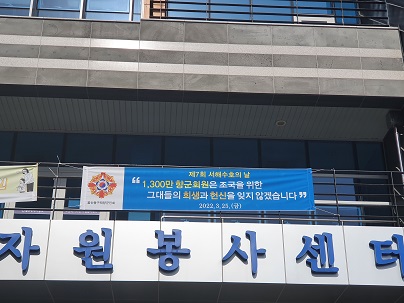 제7회 서해수호의 날
“ 1,300만 향군회원은 조국을 위한
그대들의 희생과 헌신을 잊지 않겠습니다 ”
2022.3.25.(금)
자원봉사센터